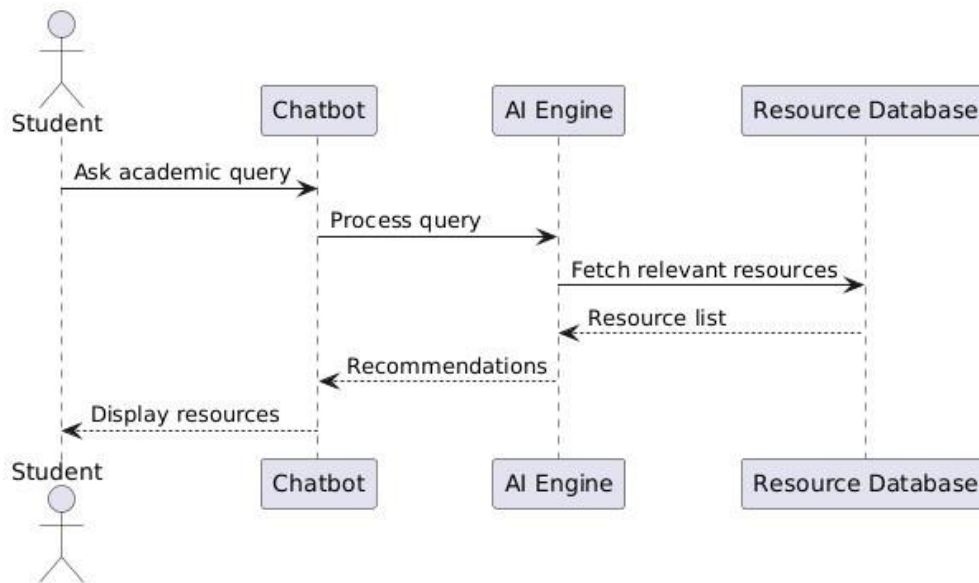 Student
Chatbot
AI Engine
Resource Database
Ask academic query
Process query
Fetch relevant resources
Resource list
Recommendations
Display resources
Student
Chatbot
AI Engine
Resource Database